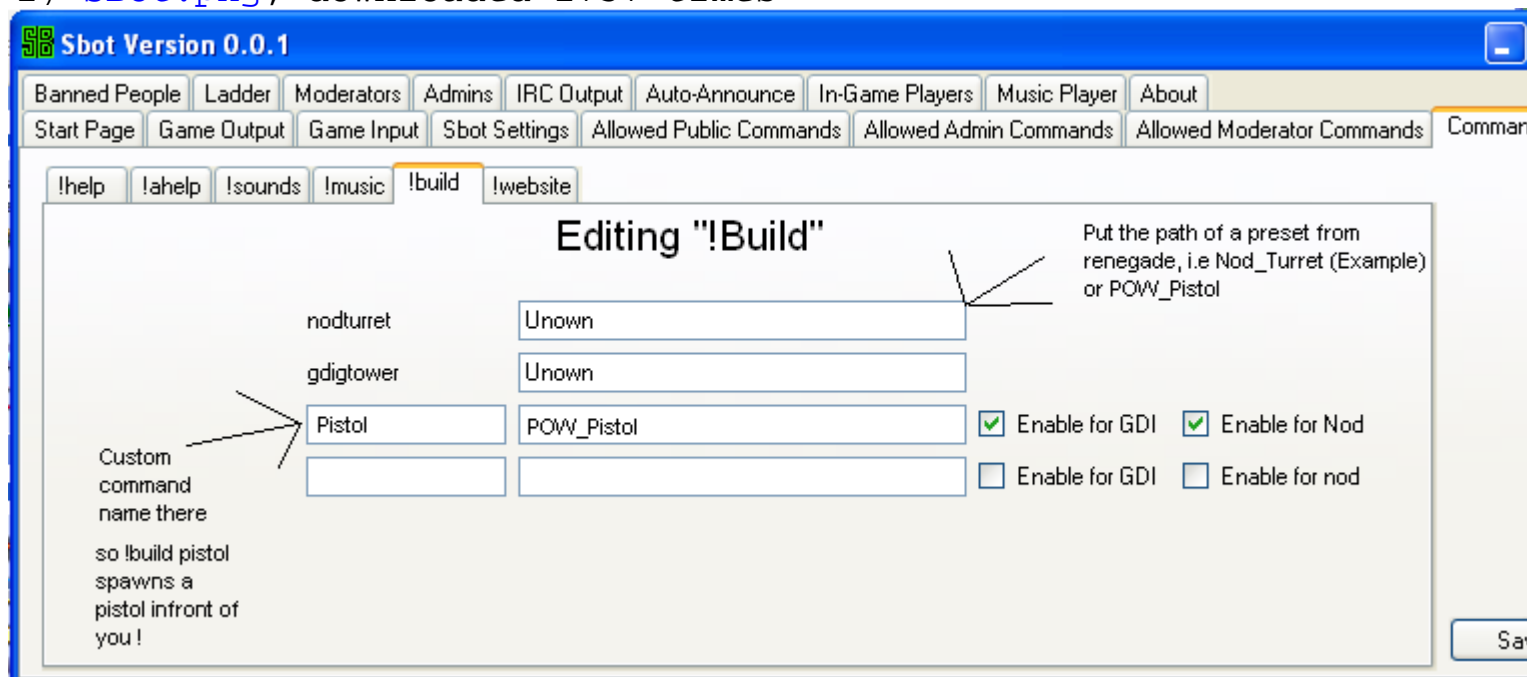 Sbot Version 0.0.1
Banned People Ladder Moderators Admins IRC Output Auto-Announce In-Game Players Music Player About
Start Page Game Output Game Input Sbot Settings Allowed Public Commands Allowed Admin Commands Allowed Moderator Commands
!help !ahelp !sounds !music !build !website
Editing "!Build"
Put the path of a preset from
renegade, i.e Nod_Turret (Example)
or POW_Pistol
nodturret Unown
gdigtower Unown
Pistol POW_Pistol Enable for GDI Enable for Nod
Enable for GDI Enable for nod
Custom
command
name there
so !build pistol
spawns a
pistol infront of
you !